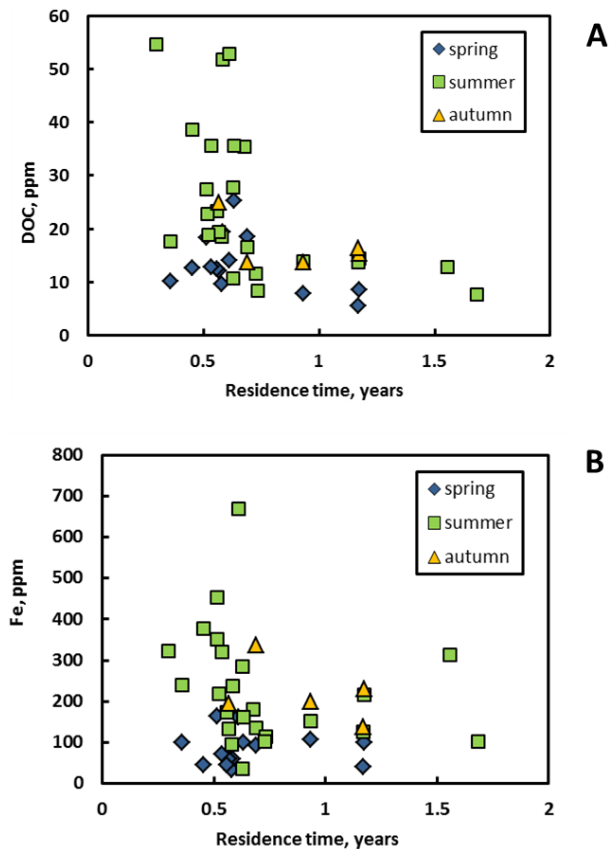 A
60
50
40
30
20
10
0
DOC, ppm
0 0.5 1 1.5 2
Residence time, years
spring
summer
autumn
B
800
700
600
500
400
300
200
100
0
Fe, ppm
0 0.5 1 1.5 2
Residence time, years
spring
summer
autumn